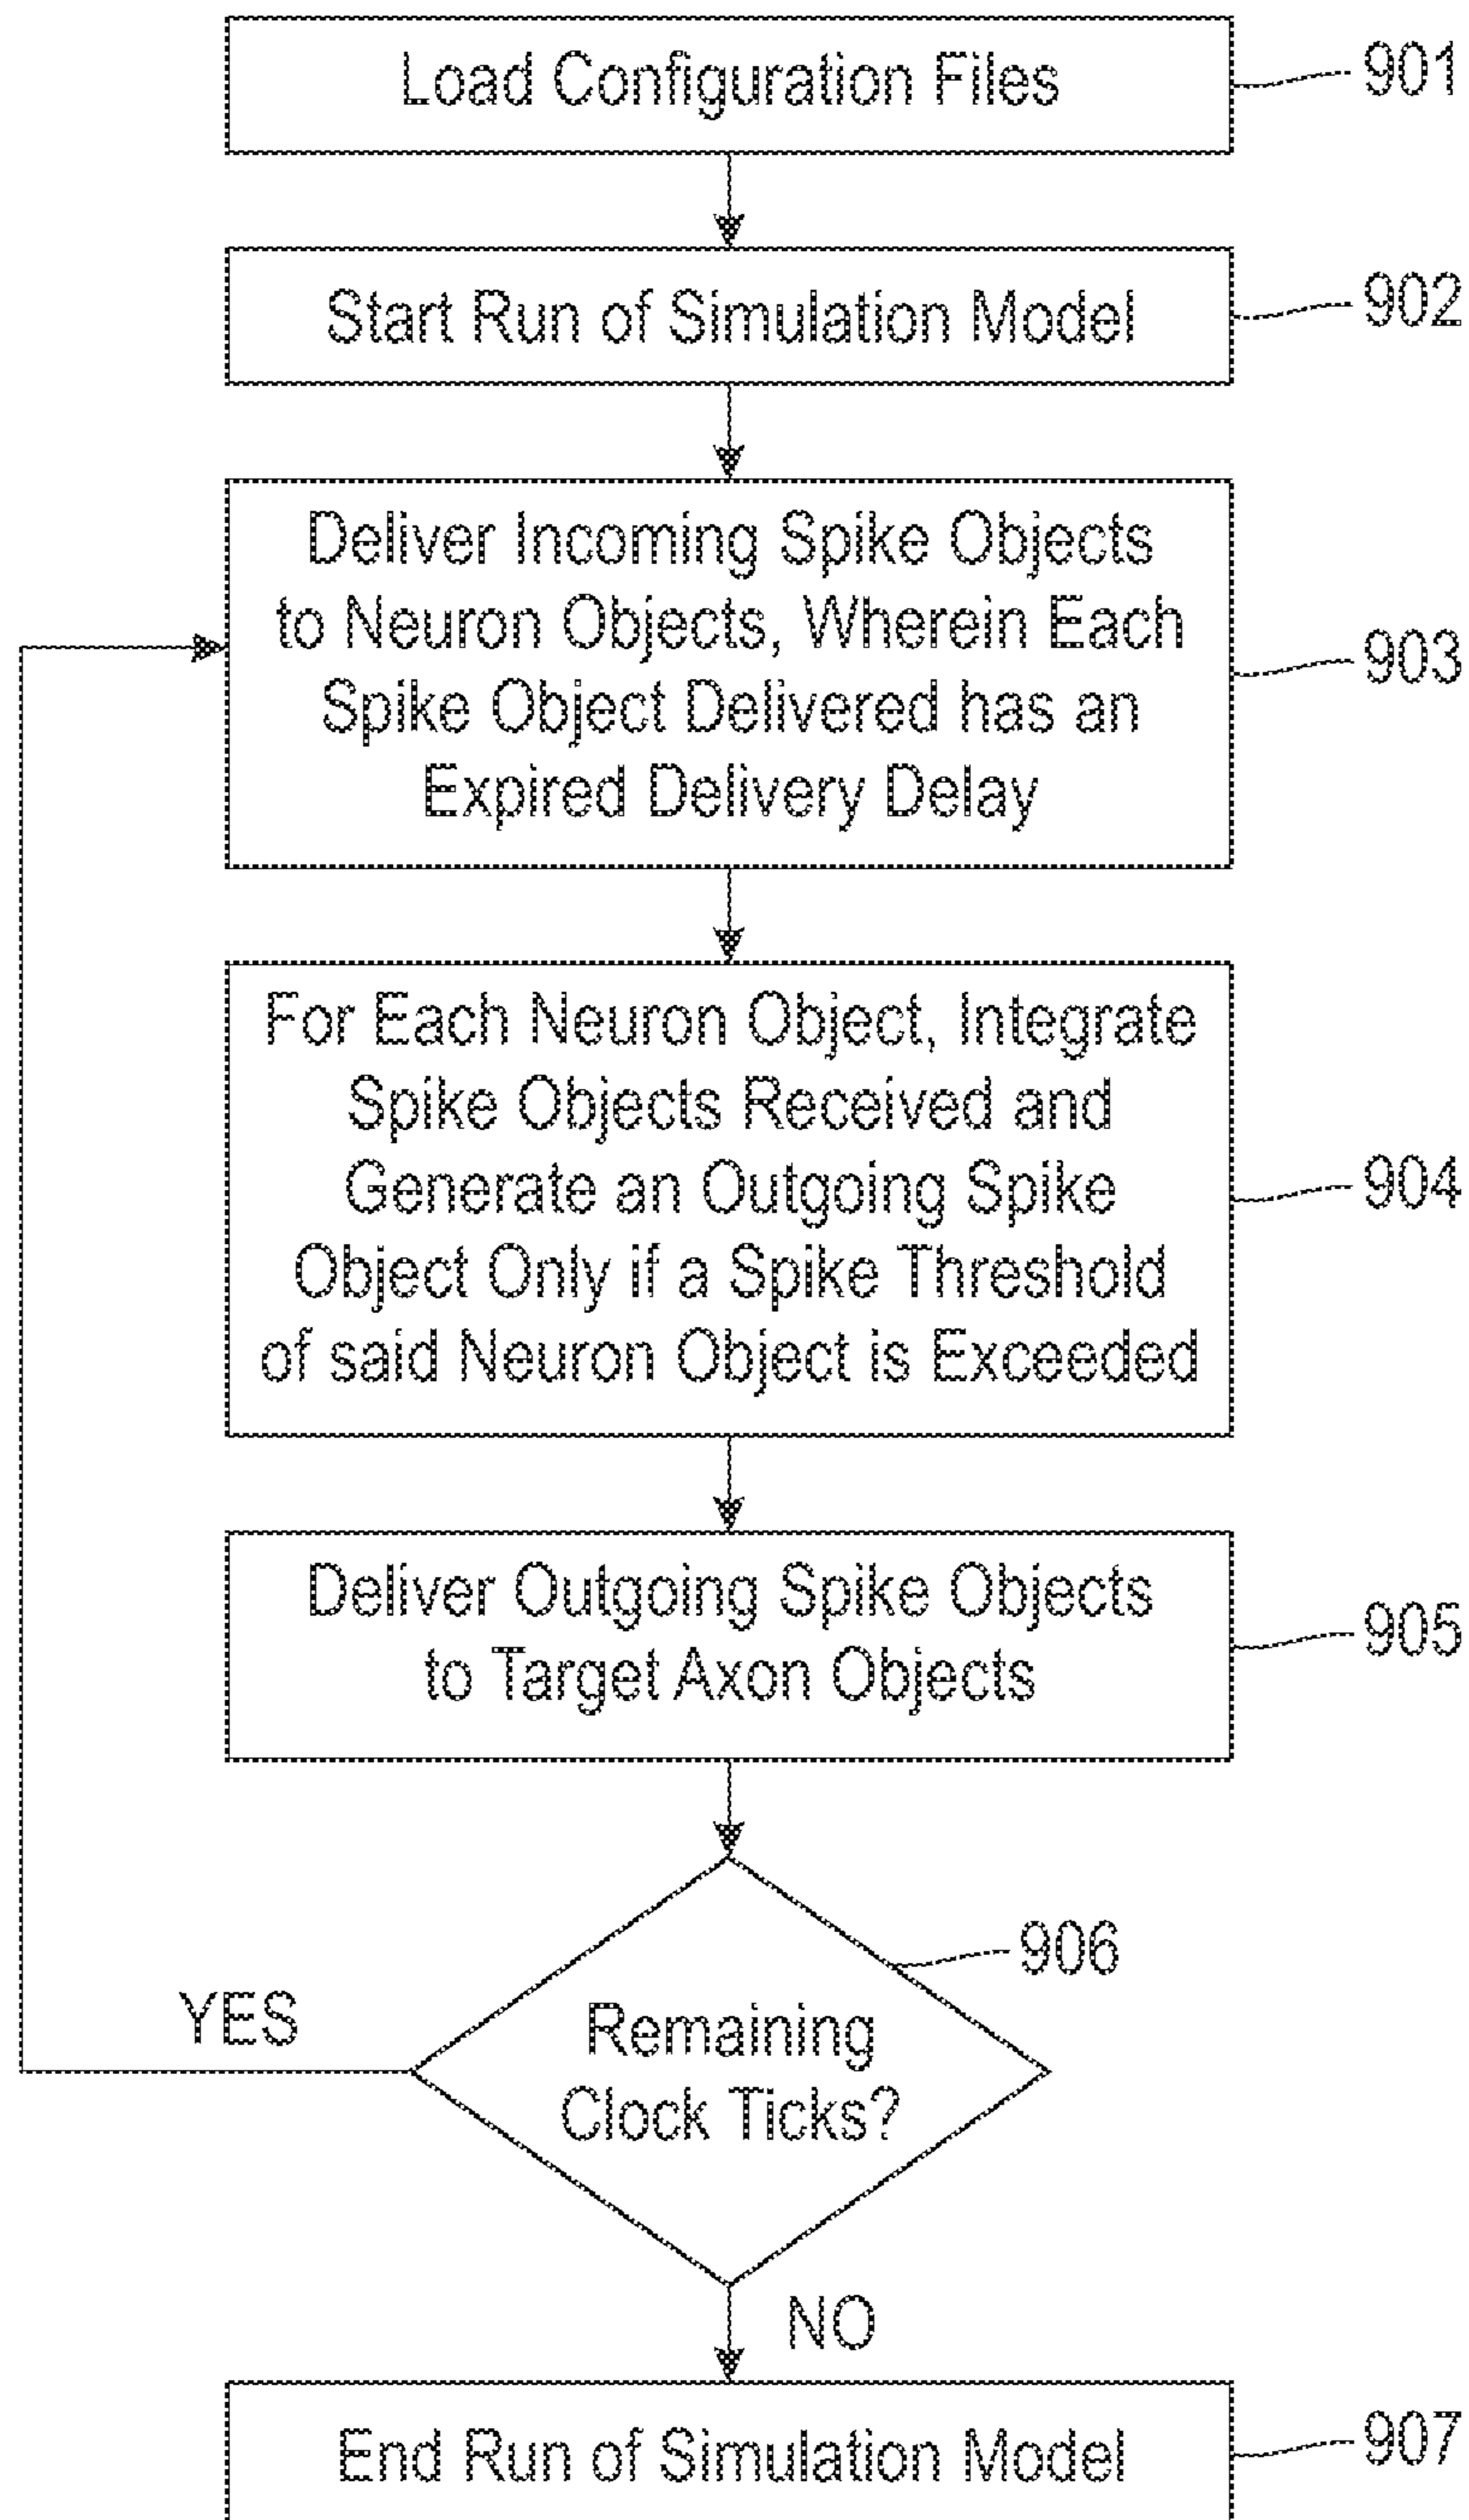 Load Configuration Files
901
Start Run of Simulation Model
902
Deliver Incoming Spike Objects
to Neuron Objects, Wherein Each
Spike Object Delivered has an
Expired Delivery Delay
903
For Each Neuron Object, Integrate
Spike Objects Received and
Generate an Outgoing Spike
Object Only if a Spike Threshold
of said Neuron Object is Exceeded
904
Deliver Outgoing Spike Objects
to Target Axon Objects
905
906
Remaining
Clock Ticks?
YES
NO
End Run of Simulation Model
907